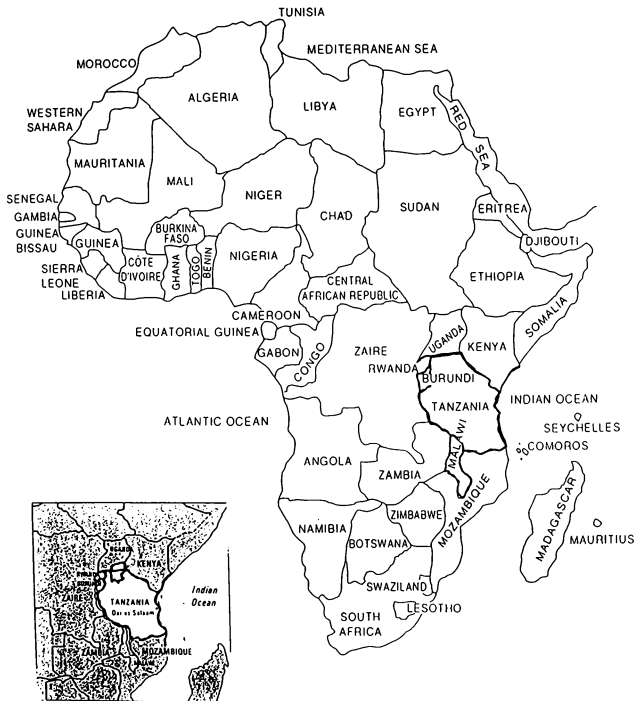 TUNISIA
MEDITERRANEAN SEA
MOROCCO
ALGERIA
LIBYA
EGYPT
RED
SEA
WESTERN
SAHARA
MAURITANIA
MALI
NIGER
CHAD
SUDAN
ERITREA
DJIBOUTI
SENEGAL
GAMBIA
GUINEA
BISSAU
GUINEA
BURKINA
FASO
SIERRA
LEONE
LIBERIA
CÔTE
D'IVOIRE
GHANA
TOGO
BENIN
NIGERIA
ETHIOPIA
SOMALIA
CENTRAL
AFRICAN REPUBLIC
CAMEROON
EQUATORIAL GUINEA
GABON
CONGO
ZAIRE
UGANDA
KENYA
RWANDA
BURUNDI
TANZANIA
INDIAN OCEAN
SEYCHELLES
COMOROS
ATLANTIC OCEAN
ANGOLA
ZAMBIA
MALAWI
MOZAMBIQUE
MADAGASCAR
MAURITIUS
NAMIBIA
ZIMBABWE
BOTSWANA
SWAZILAND
LESOTHO
SOUTH
AFRICA
UGANDA
KENYA
ZAIRE
TANZANIA
Dar es Salaam
Indian
Ocean
ZAMBIA
MOZAMBIQUE